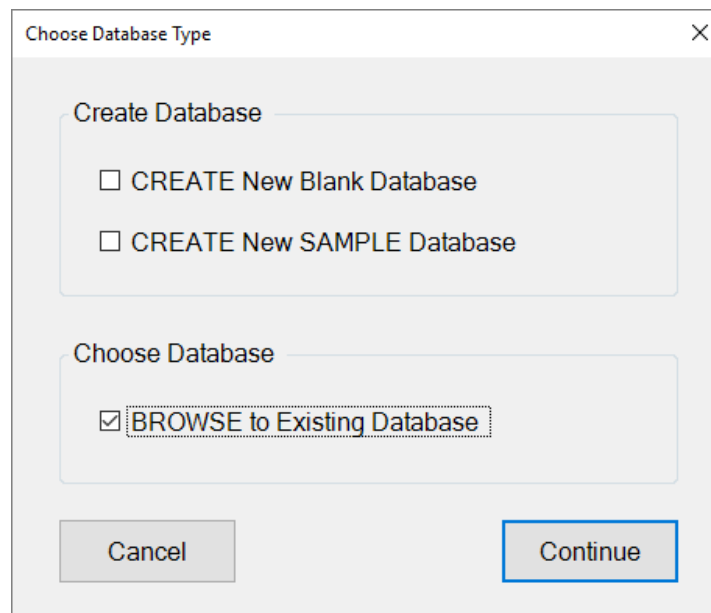 Choose Database Type
Create Database
CREATE New Blank Database
CREATE New SAMPLE Database
Choose Database
BROWSE to Existing Database
Cancel
Continue